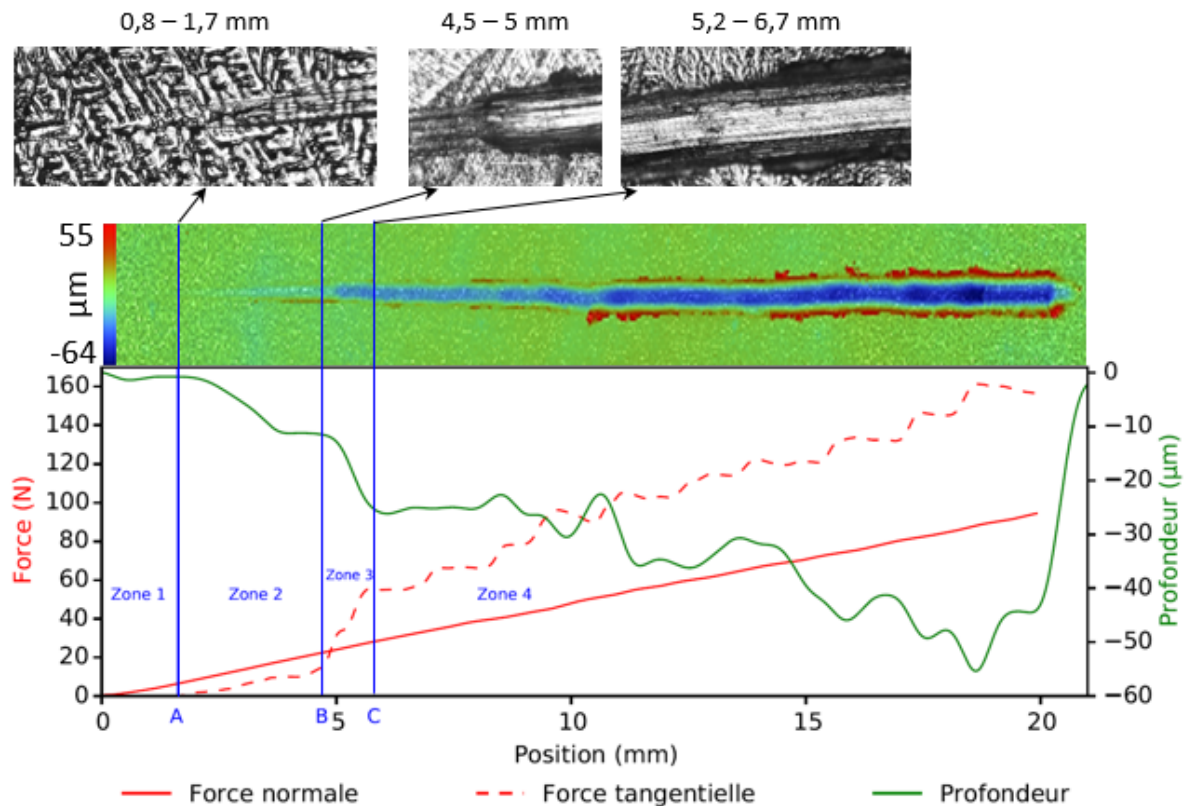 0,8 – 1,7 mm
4,5 – 5 mm
5,2 – 6,7 mm
55
µm
-64
160
140
120
100
80
60
40
20
0
Force (N)
0
−10
−20
−30
−40
−50
−60
Profondeur (µm)
Zone 1
Zone 2
Zone 3
Zone 4
0
A
B
5
C
10
15
20
Position (mm)
Force normale
Force tangentielle
Profondeur